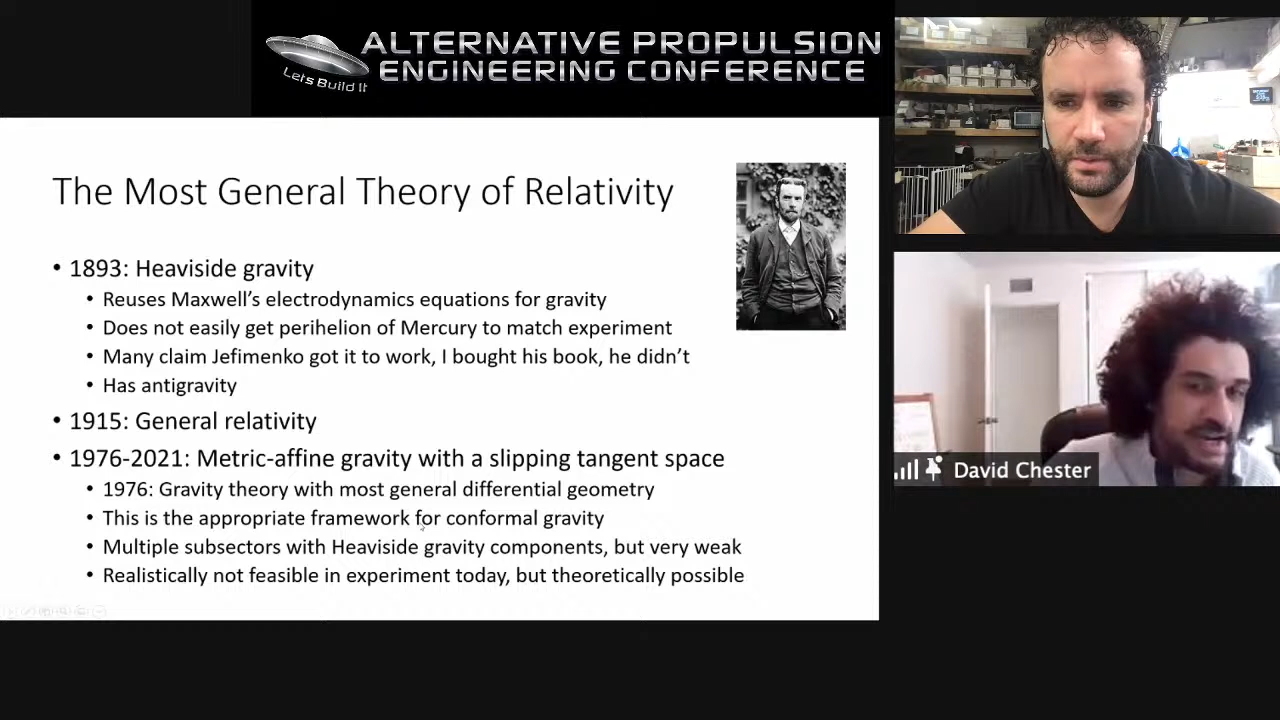 ALTERNATIVE PROPULSION
ENGINEERING CONFERENCE
Lets Build It
The Most General Theory of Relativity
• 1893: Heaviside gravity
• Reuses Maxwell's electrodynamics equations for gravity
• Does not easily get perihelion of Mercury to match experiment
• Many claim Jefimenko got it to work, I bought his book, he didn't
• Has antigravity
• 1915: General relativity
• 1976-2021: Metric-affine gravity with a slipping tangent space
• 1976: Gravity theory with most general differential geometry
• This is the appropriate framework for conformal gravity
• Multiple subsectors with Heaviside gravity components, but very weak
• Realistically not feasible in experiment today, but theoretically possible
David Chester